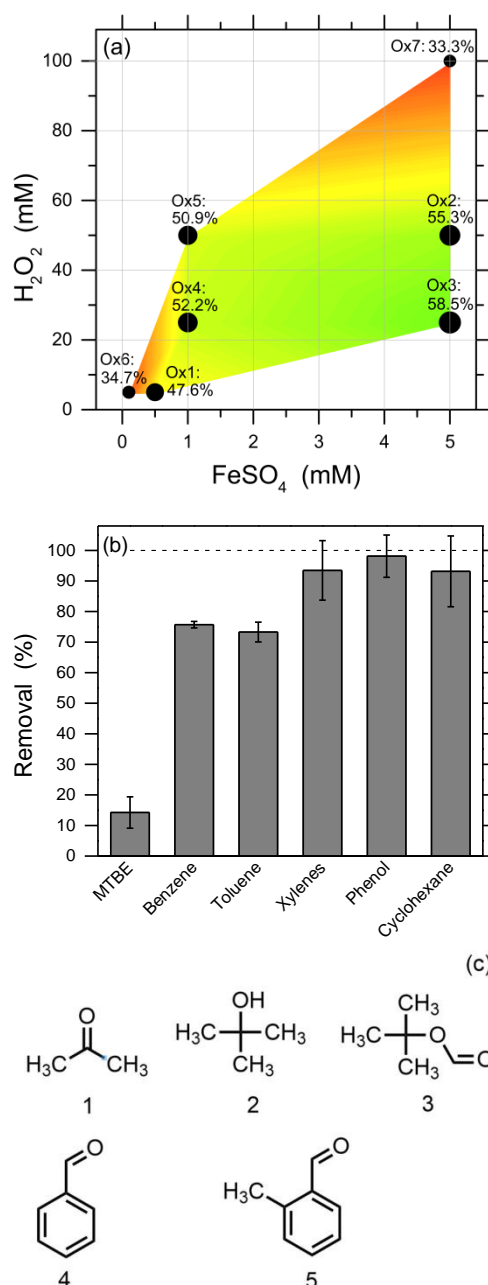 (a)
Ox7: 33.3%
100
80
60
40
20
0
H₂O₂ (mM)
Ox5:
50.9%
Ox2:
55.3%
Ox4:
52.2%
Ox3:
58.5%
Ox6:
34.7%
Ox1:
47.6%
0 1 2 3 4 5
FeSO₄ (mM)
(b)
100
90
80
70
60
50
40
30
20
10
0
Removal (%)
MTBE
Benzene
Toluene
Xylenes
Phenol
Cyclohexane
(c)
O
H₃C CH₃
1
OH
H₃C CH₃
CH₃
2
CH₃
H₃C O
CH₃ O
3
O
4
O
H₃C
5